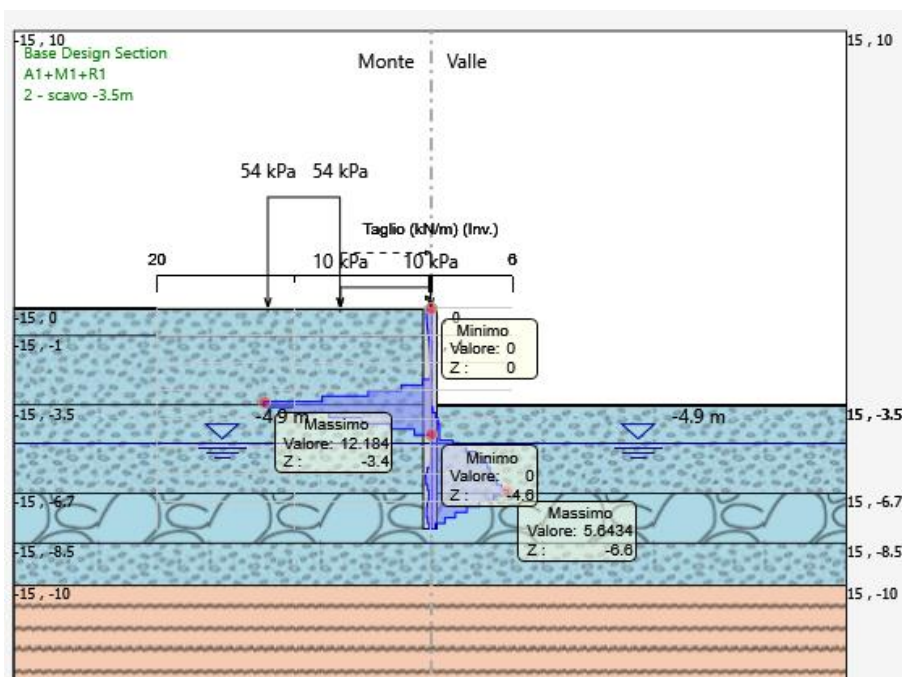 -15 , 10
15 , 10
Base Design Section
A1+M1+R1
2 - scavo -3.5m
Monte
Valle
54 kPa
54 kPa
Taglio (kN/m) (Inv.)
20
10 kPa
10 kPa
6
-15 , 0
0
-15 , -1
Minimo
Valore: 0
Z : 0
-15 , -3.5
-4.9 m
-4.9 m
15 , -3.5
Massimo
Valore: 12.184
Z : -3.4
Minimo
Valore: 0
Z : -4.6
-15 , -6.7
15 , -6.7
Massimo
Valore: 5.6434
Z : -6.6
-15 , -8.5
15 , -8.5
-15 , -10
15 , -10